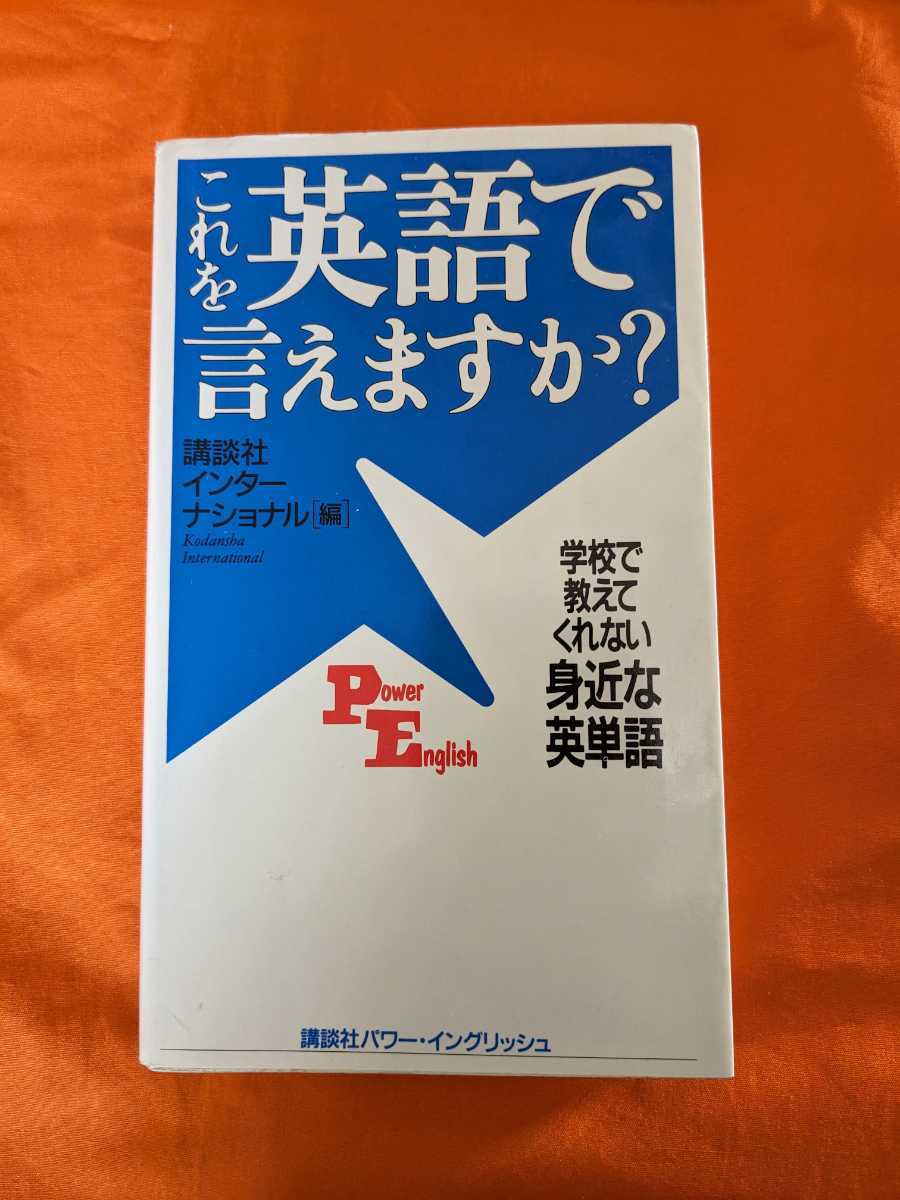 これを
英語で
言えますか?
講談社
インター
ナショナル[編]
Kodansha
International
学校で
教えて
くれない
身近な
英単語
Power
English
講談社パワー・イングリッシュ